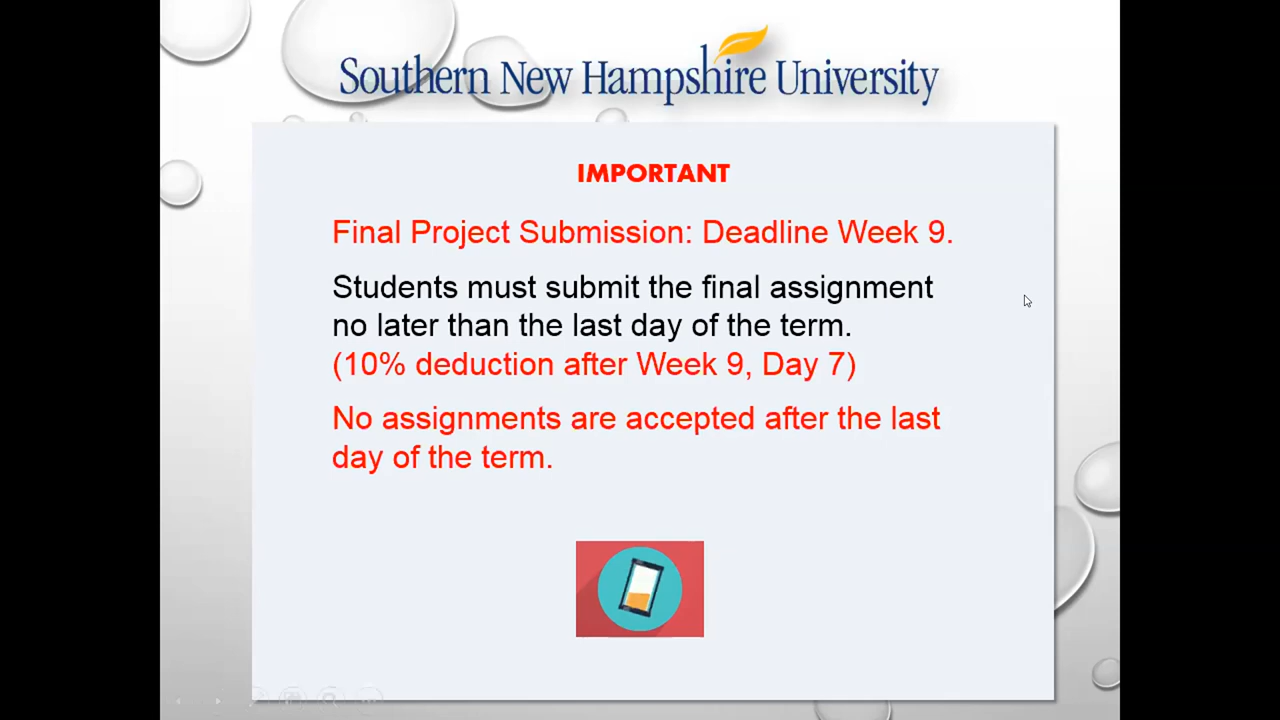 Southern New Hampshire University
IMPORTANT
Final Project Submission: Deadline Week 9.
Students must submit the final assignment
no later than the last day of the term.
(10% deduction after Week 9, Day 7)
No assignments are accepted after the last
day of the term.